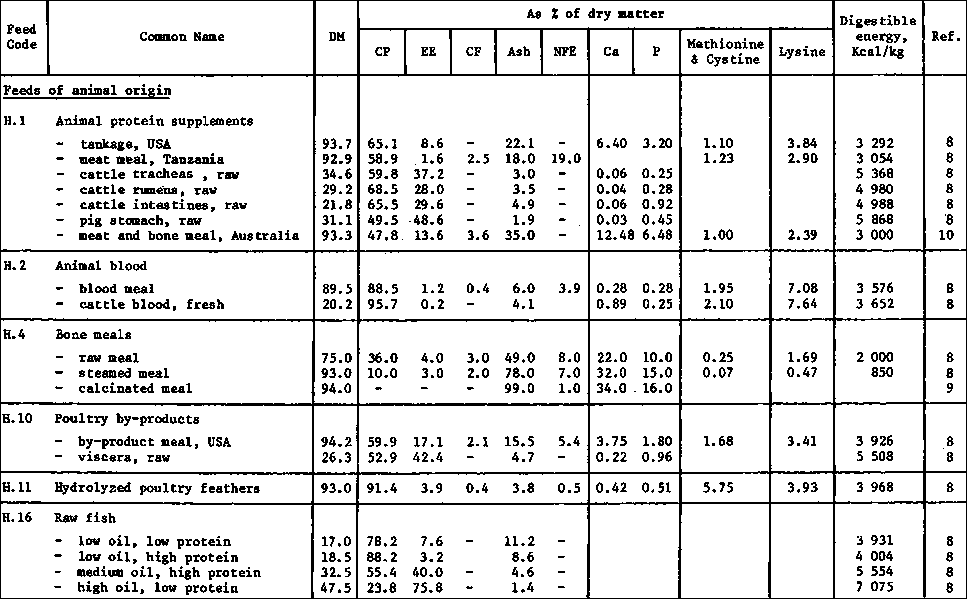 Feed Code Common Name DM As % of dry matter Digestible energy, Kcal/kg Ref.
CP EE CF Ash NFE Ca P Methionine & Cystine Lysine
Feeds of animal origin
H.1 Animal protein supplements
- tankage, USA 93.7 65.1 8.6 - 22.1 - 6.40 3.20 1.10 3.84 3 292 8
- meat meal, Tanzania 92.9 58.9 1.6 2.5 18.0 19.0 1.23 2.90 3 054 8
- cattle tracheas , raw 34.6 59.8 37.2 - 3.0 - 0.06 0.25 5 368 8
- cattle rumens, raw 29.2 68.5 28.0 - 3.5 - 0.04 0.28 4 980 8
- cattle intestines, raw 21.8 65.5 29.6 - 4.9 - 0.06 0.92 4 988 8
- pig stomach, raw 31.1 49.5 48.6 - 1.9 - 0.03 0.45 5 868 8
- meat and bone meal, Australia 93.3 47.8 13.6 3.6 35.0 - 12.48 6.48 1.00 2.39 3 000 10
H.2 Animal blood
- blood meal 89.5 88.5 1.2 0.4 6.0 3.9 0.28 0.28 1.95 7.08 3 576 8
- cattle blood, fresh 20.2 95.7 0.2 - 4.1 0.89 0.25 2.10 7.64 3 652 8
H.4 Bone meals
- raw meal 75.0 36.0 4.0 3.0 49.0 8.0 22.0 10.0 0.25 1.69 2 000 8
- steamed meal 93.0 10.0 3.0 2.0 78.0 7.0 32.0 15.0 0.07 0.47 850 8
- calcinated meal 94.0 - - - 99.0 1.0 34.0 16.0 9
H.10 Poultry by-products
- by-product meal, USA 94.2 59.9 17.1 2.1 15.5 5.4 3.75 1.80 1.68 3.41 3 926 8
- viscera, raw 26.3 52.9 42.4 - 4.7 - 0.22 0.96 5 508 8
H.11 Hydrolyzed poultry feathers 93.0 91.4 3.9 0.4 3.8 0.5 0.42 0.51 5.75 3.93 3 968 8
H.16 Raw fish
- low oil, low protein 17.0 78.2 7.6 - 11.2 - 3 931 8
- low oil, high protein 18.5 88.2 3.2 8.6 - 4 004 8
- medium oil, high protein 32.5 55.4 40.0 - 4.6 - 5 554 8
- high oil, low protein 47.5 23.8 75.8 - 1.4 - 7 075 8